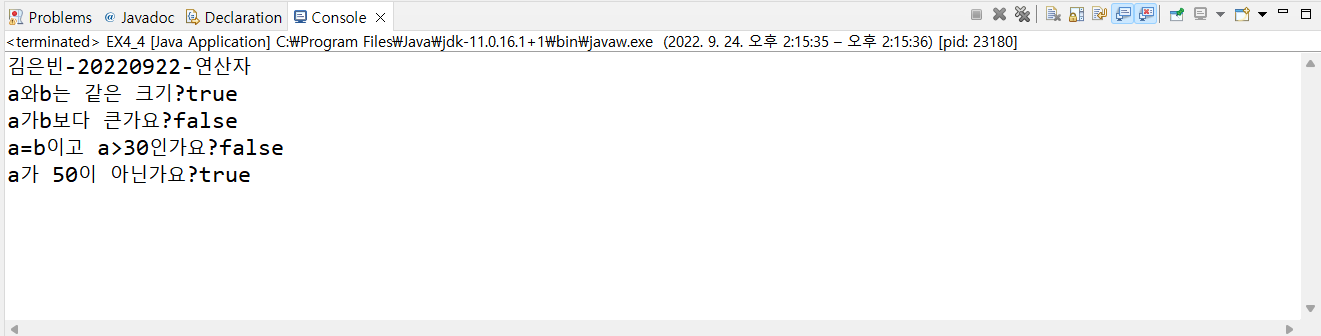 Problems @ Javadoc Declaration Console
<terminated> EX4_4 [Java Application] C:₩Program Files₩Java₩jdk-11.0.16.1+1₩bin₩javaw.exe (2022. 9. 24. 오후 2:15:35 – 오후 2:15:36) [pid: 23180]
김은빈-20220922-연산자
a와b는 같은 크기?true
a가b보다 큰가요?false
a=b이고 a>30인가요?false
a가 50이 아닌가요?true